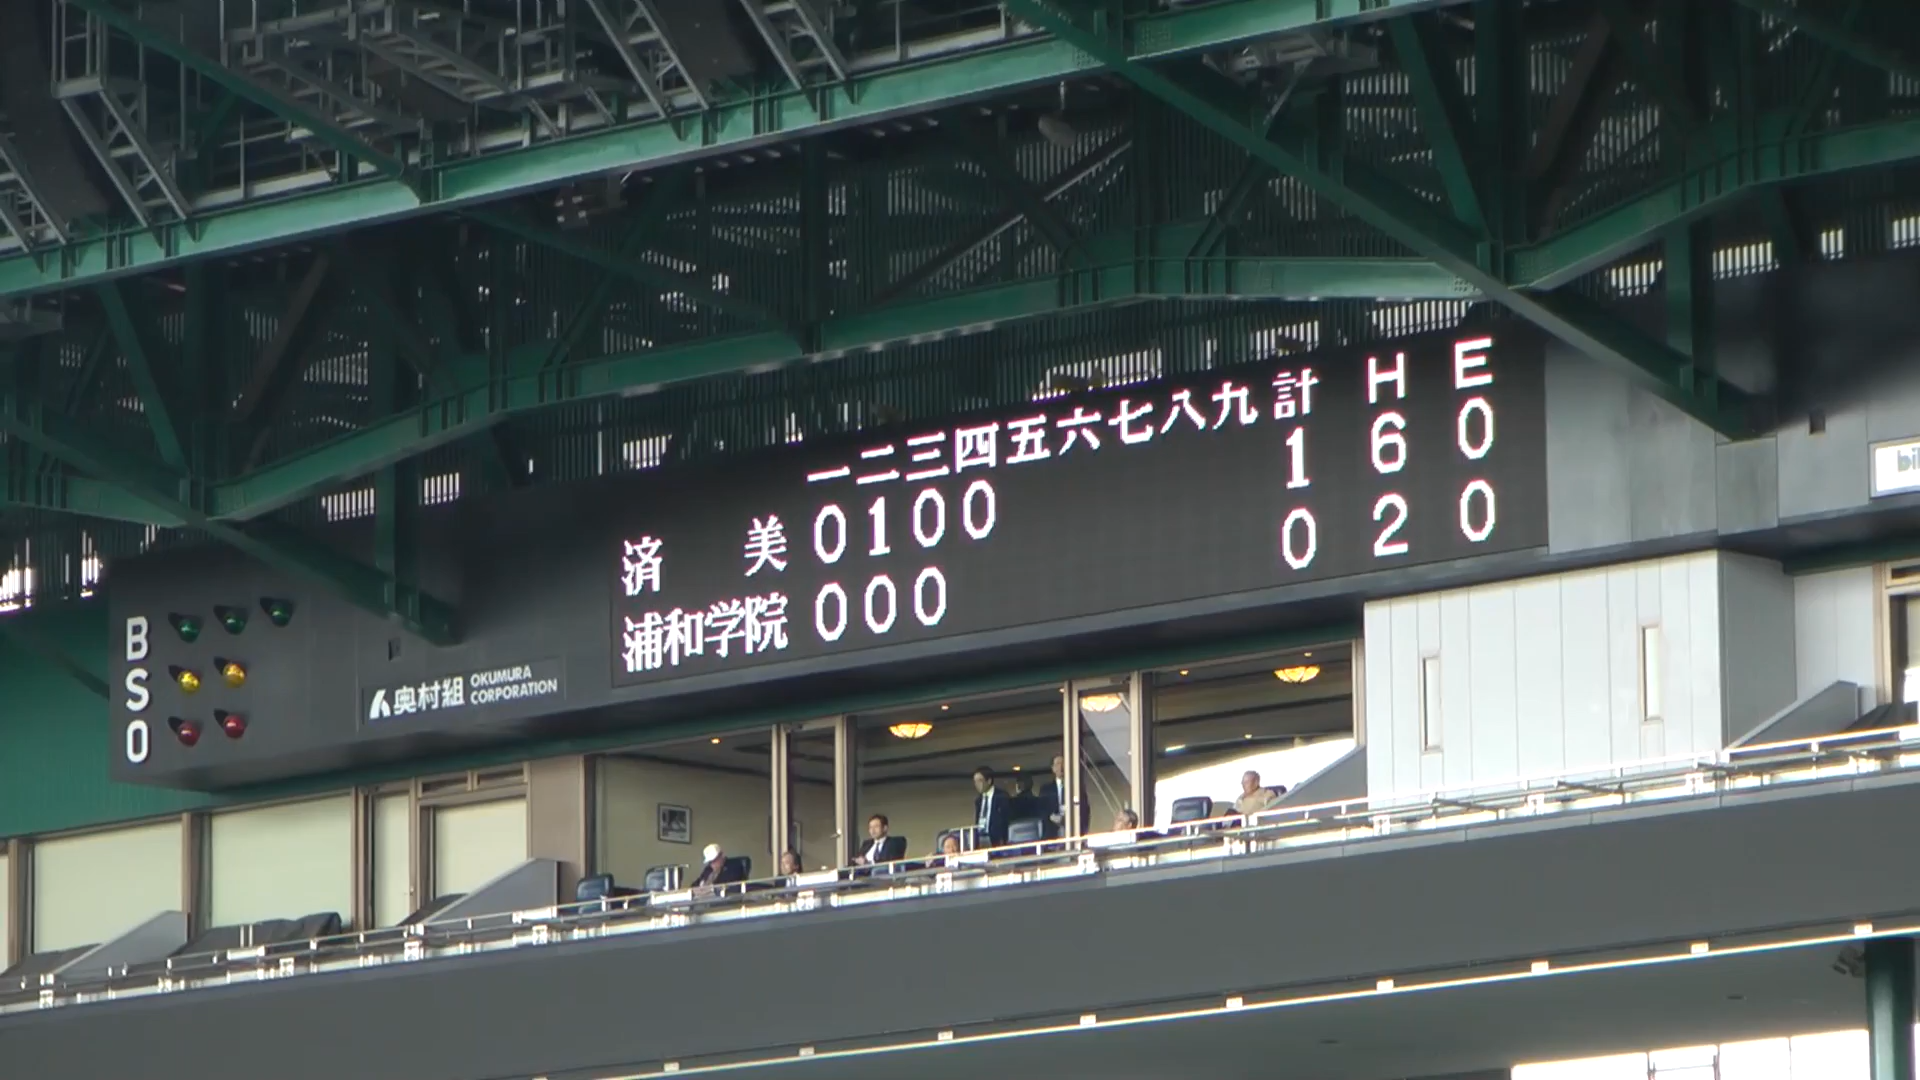 一二三四五六七八九計 H E
済美 0100 1 6 0
浦和学院 000 0 2 0
B
S
O
奥村組 OKUMURA
CORPORATION